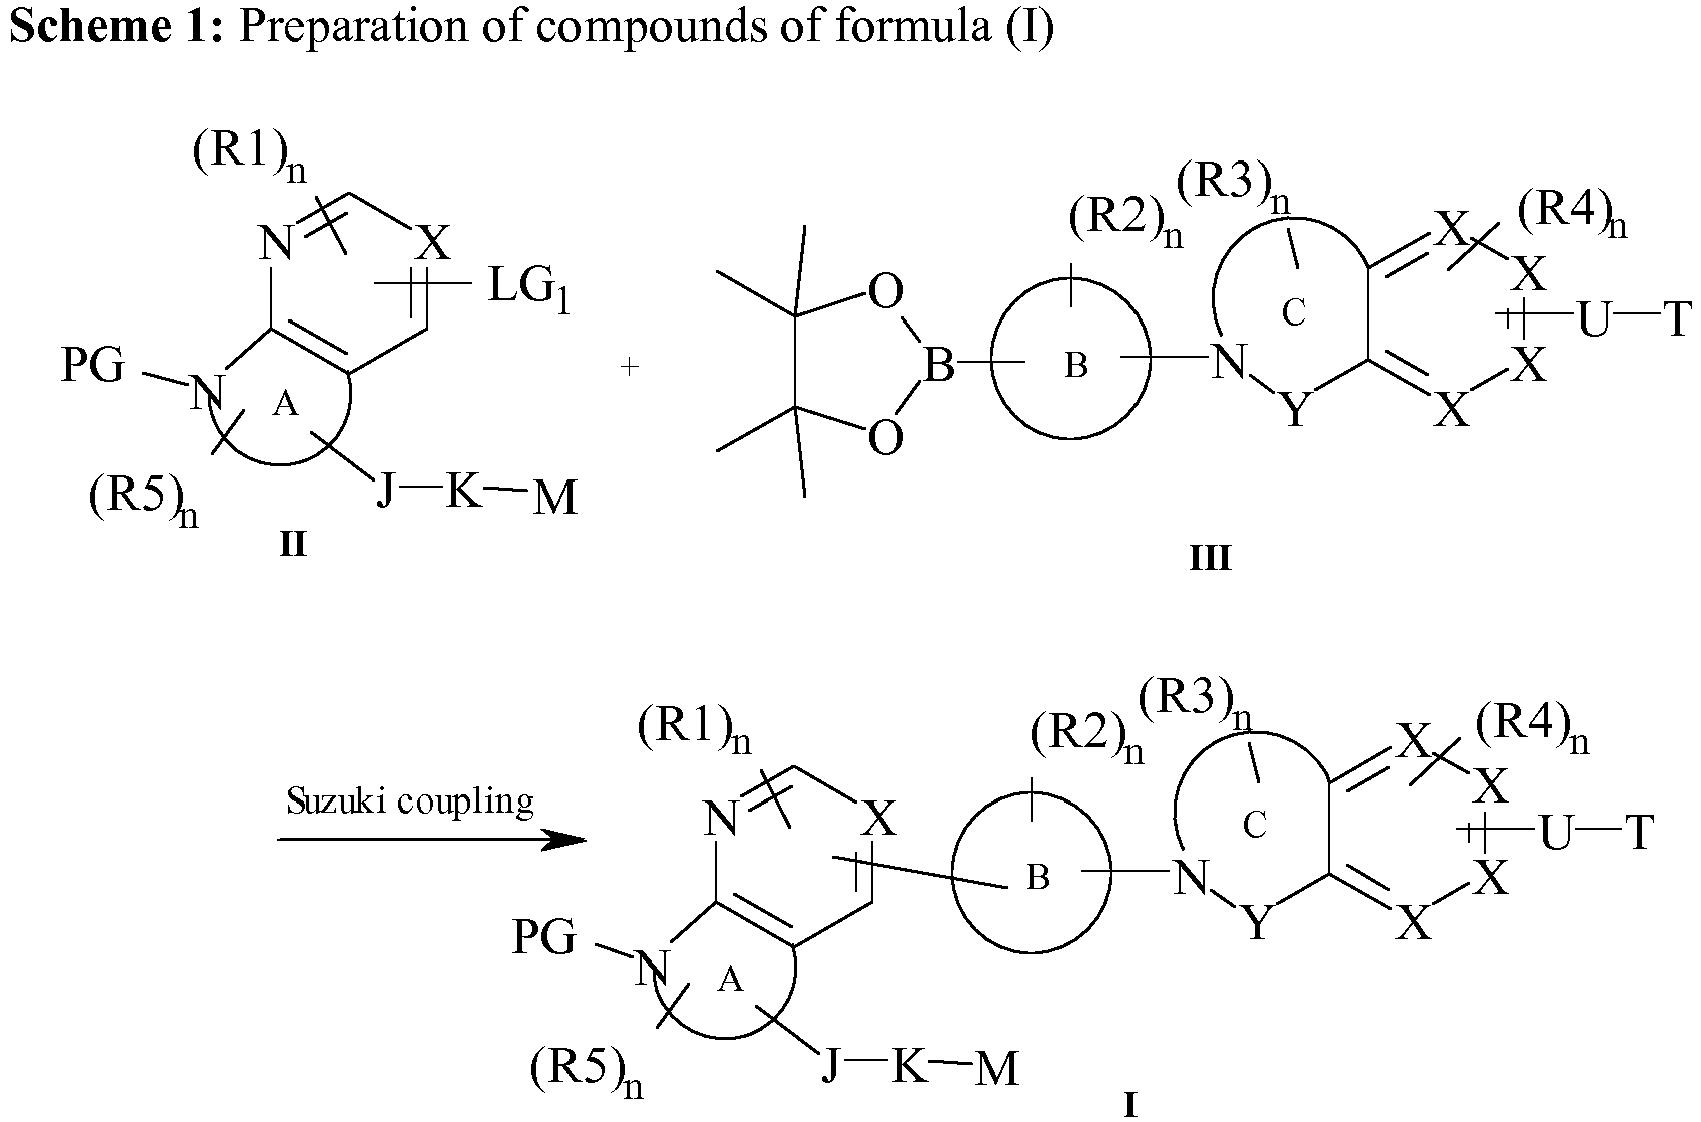 Scheme 1: Preparation of compounds of formula (I)
(R1)n
N
X
LG1
PG
N
A
(R5)n
J
K
M
II
+
O
B
O
(R2)n
B
(R3)n
C
N
Y
X
(R4)n
X
U
T
X
X
III
Suzuki coupling
(R1)n
N
X
PG
N
A
(R5)n
J
K
M
(R2)n
B
(R3)n
C
N
Y
X
(R4)n
X
U
T
X
X
I